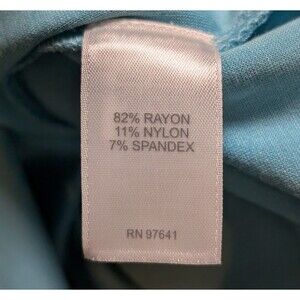 82% RAYON
11% NYLON
7% SPANDEX
RN 97641